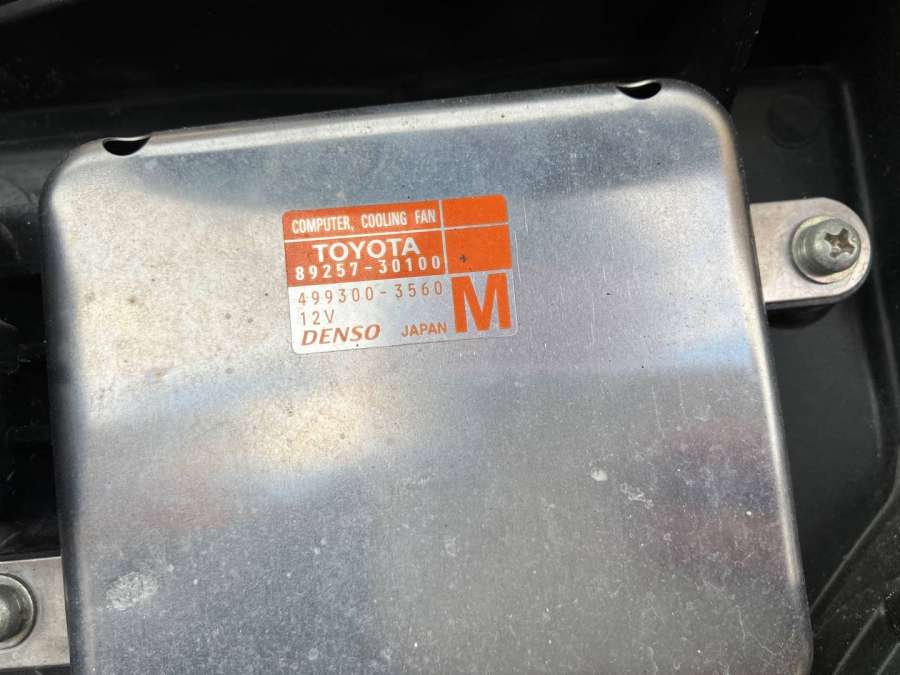 COMPUTER, COOLING FAN
TOYOTA
89257-30100
499300-3560
12V
DENSO JAPAN M